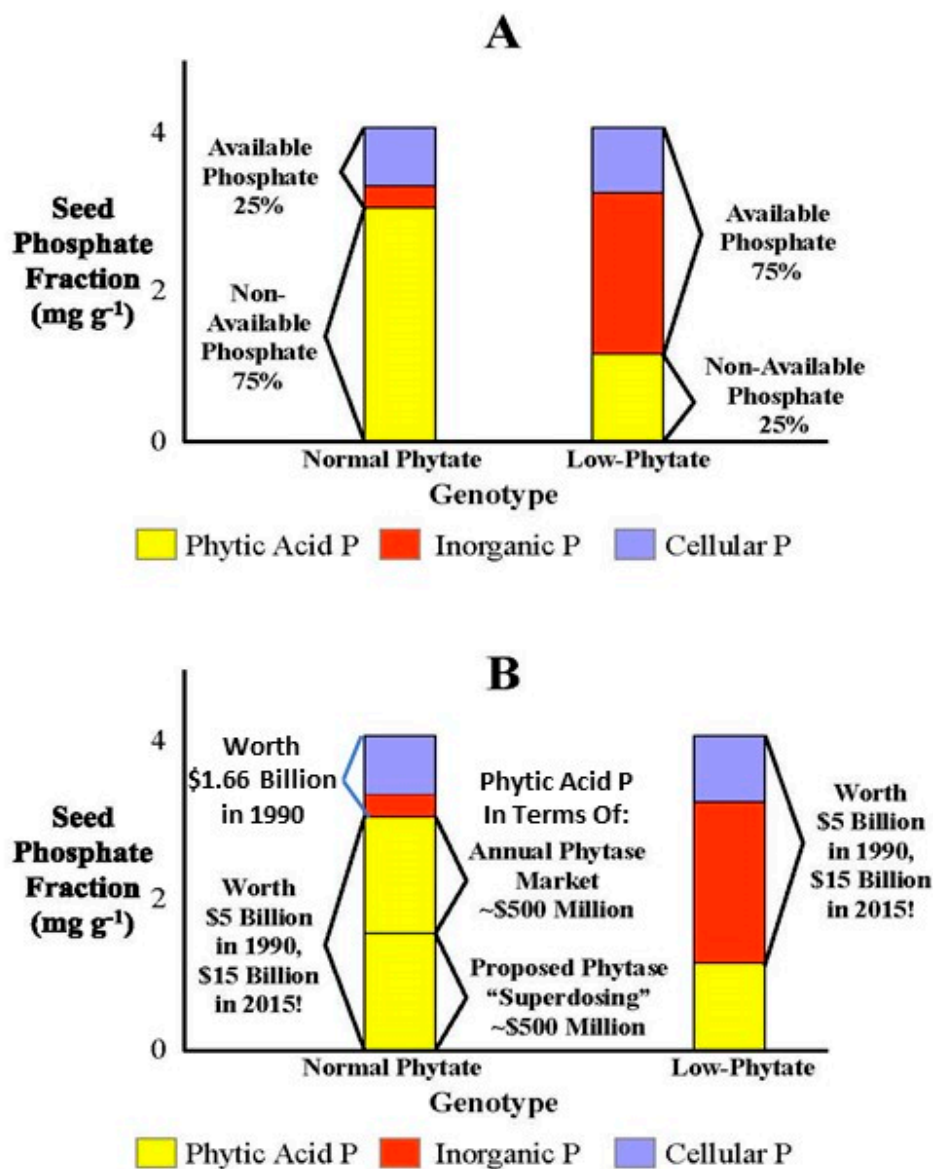 A
Seed
Phosphate
Fraction
(mg g⁻¹)
4
2
0
Available
Phosphate
25%
Non-
Available
Phosphate
75%
Available
Phosphate
75%
Non-Available
Phosphate
25%
Normal Phytate
Low-Phytate
Genotype
Phytic Acid P
Inorganic P
Cellular P
B
Seed
Phosphate
Fraction
(mg g⁻¹)
4
2
0
Worth
$1.66 Billion
in 1990
Worth
$5 Billion
in 1990,
$15 Billion
in 2015!
Phytic Acid P
In Terms Of:
Annual Phytase
Market
~$500 Million
Proposed Phytase
“Superdosing”
~$500 Million
Worth
$5 Billion
in 1990,
$15 Billion
in 2015!
Normal Phytate
Low-Phytate
Genotype
Phytic Acid P
Inorganic P
Cellular P